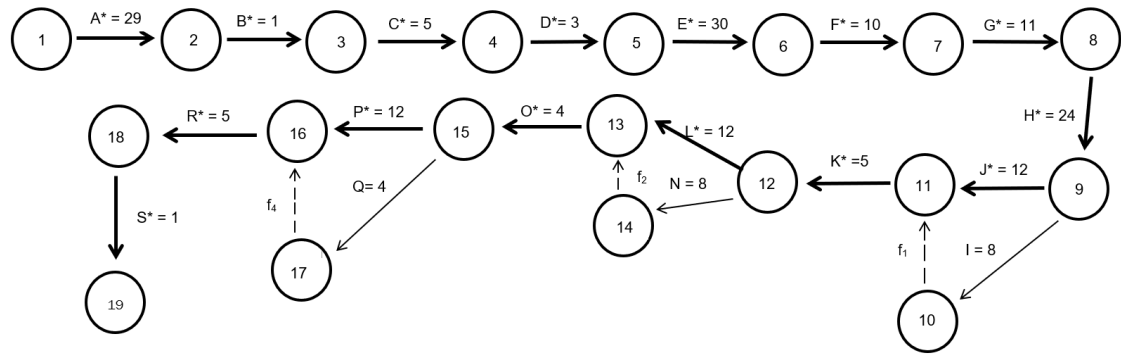 A* = 29
B* = 1
C* = 5
D*= 3
E* = 30
F* = 10
G* = 11
1
2
3
4
5
6
7
8
H* = 24
R* = 5
P* = 12
O* = 4
L* = 12
18
16
15
13
K* =5
J* = 12
12
11
9
N = 8
f₂
Q= 4
f₄
S* = 1
14
f₁
I = 8
17
19
10